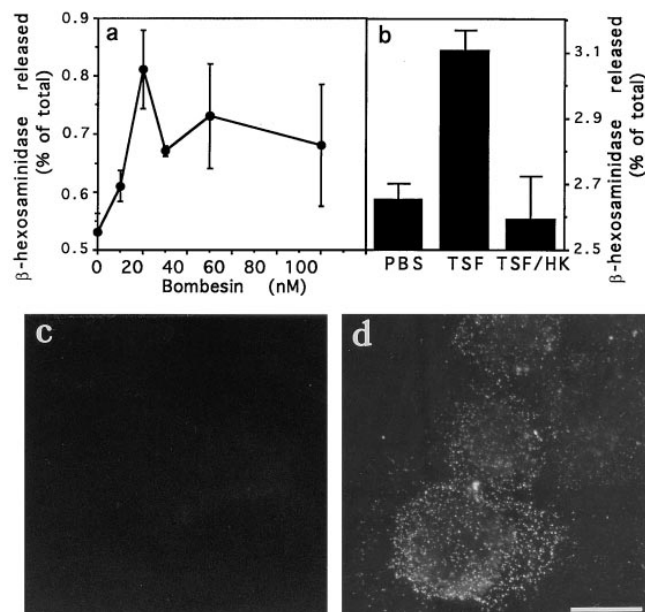 a
β-hexosaminidase released
(% of total)
0.9
0.8
0.7
0.6
0.5
0 20 40 60 80 100
Bombesin (nM)
b
PBS TSF TSF/HK
3.1
2.9
2.7
2.5
β-hexosaminidase released
(% of total)
c
d